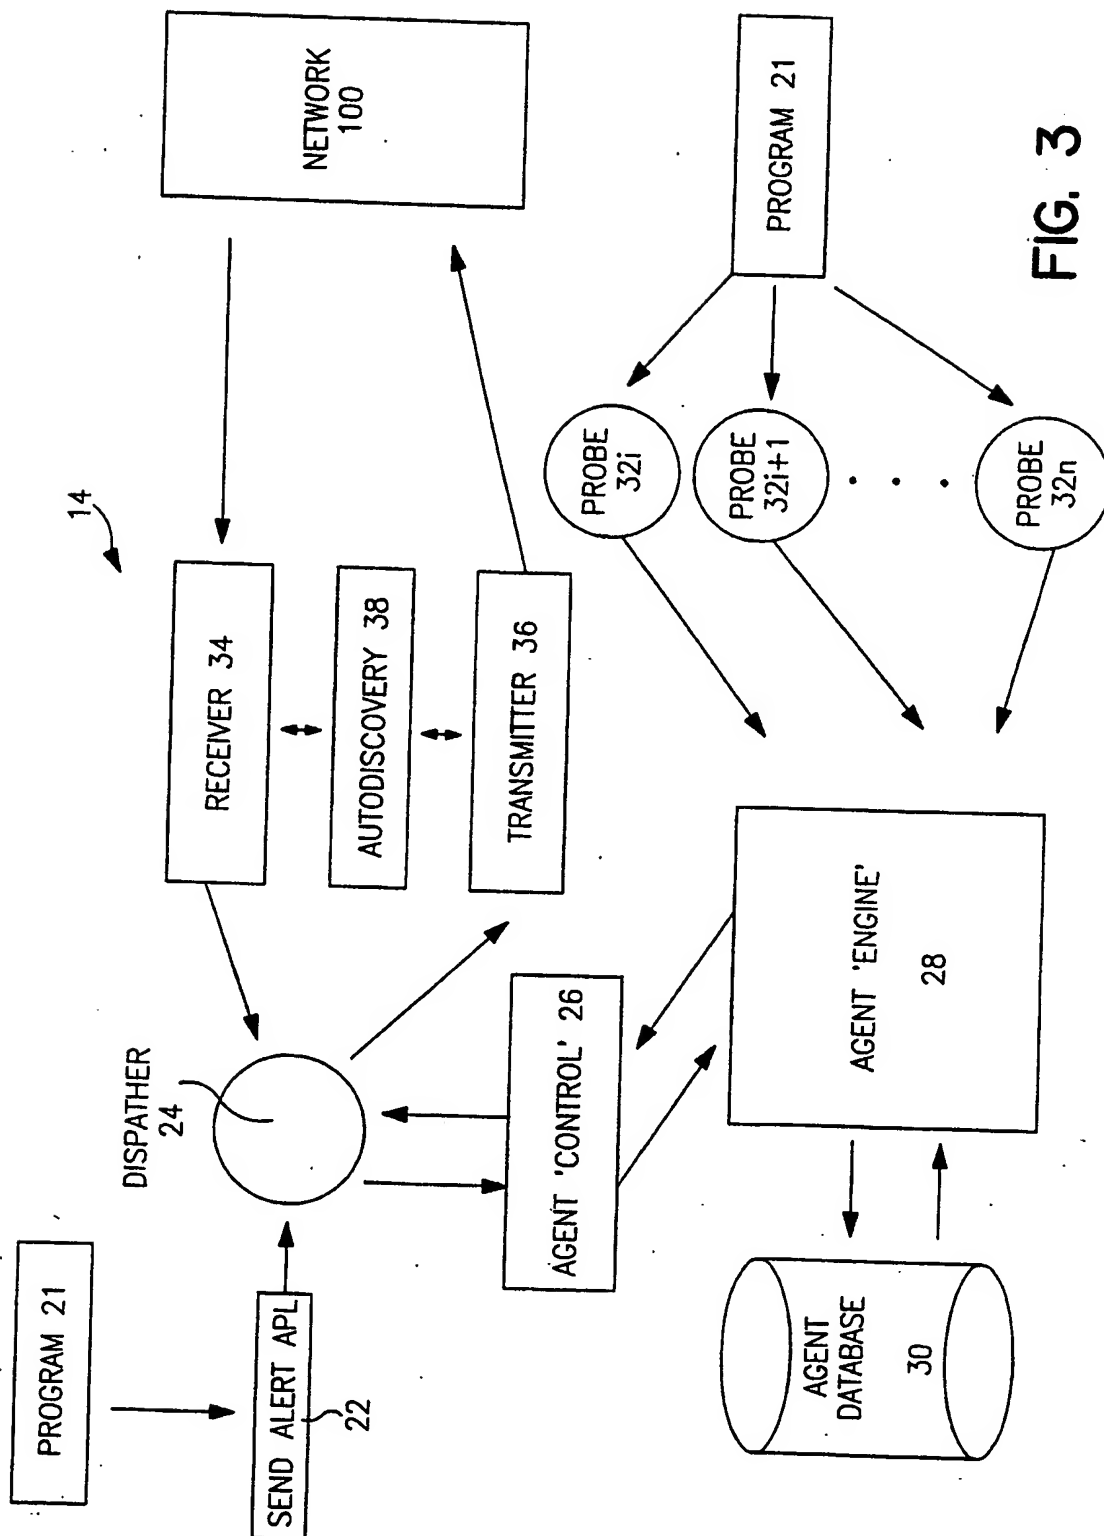 PROGRAM 21
SEND ALERT APL
22
DISPATHER
24
14
RECEIVER 34
AUTODISCOVERY 38
TRANSMITTER 36
NETWORK
100
AGENT 'CONTROL' 26
AGENT
DATABASE
30
AGENT 'ENGINE'
28
PROBE
32i
PROBE
32i+1
PROBE
32n
PROGRAM 21
FIG. 3